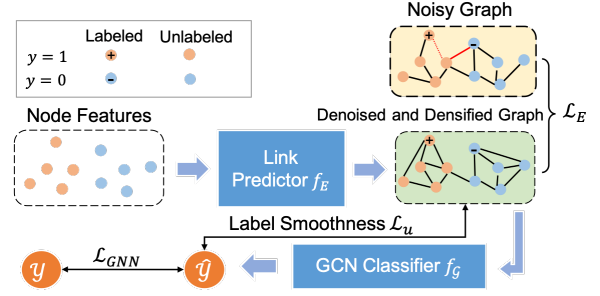 Noisy Graph
Labeled Unlabeled
y = 1 +
y = 0 −
Node Features
Denoised and Densified Graph
ℒ_E
Link
Predictor f_E
Label Smoothness ℒ_u
𝒴 ℒ_GNN 𝒴̂
GCN Classifier f_𝒢